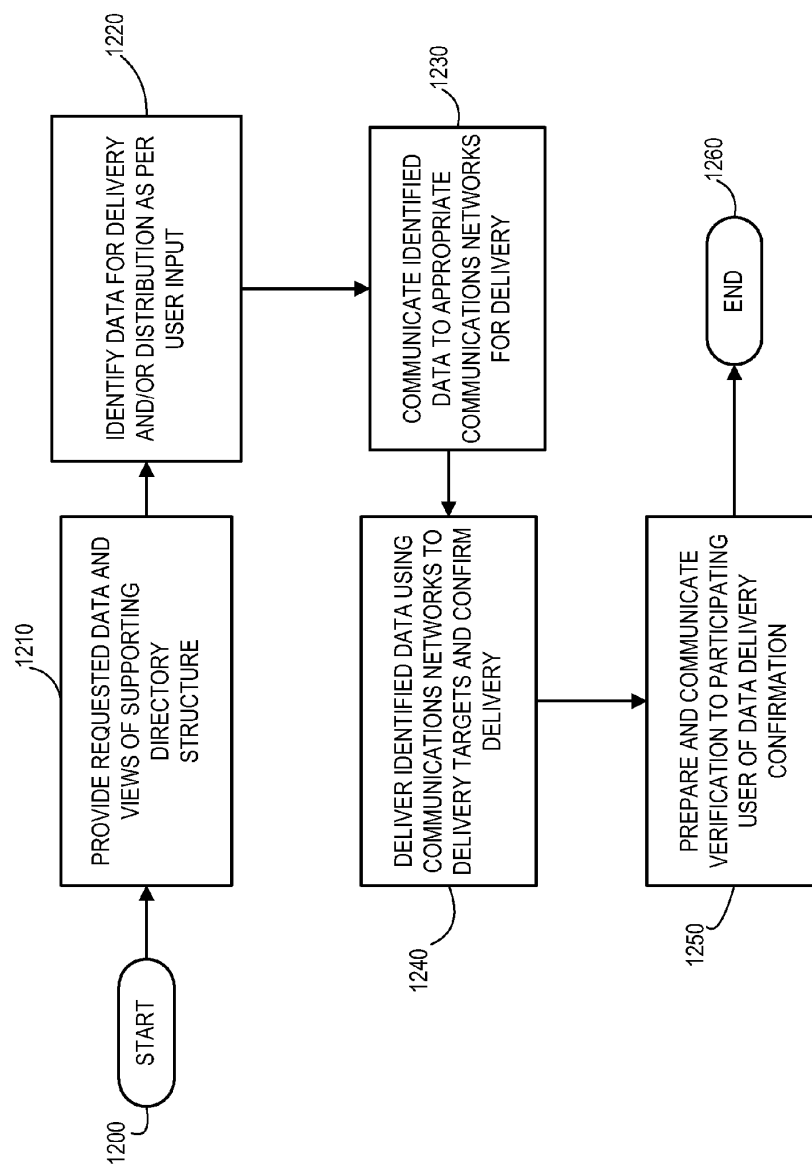 1200
START
1210
PROVIDE REQUESTED DATA AND
VIEWS OF SUPPORTING
DIRECTORY
STRUCTURE
1220
IDENTIFY DATA FOR DELIVERY
AND/OR DISTRIBUTION AS PER
USER INPUT
1230
COMMUNICATE IDENTIFIED
DATA TO APPROPRIATE
COMMUNICATIONS NETWORKS
FOR DELIVERY
1240
DELIVER IDENTIFIED DATA USING
COMMUNICATIONS NETWORKS TO
DELIVERY TARGETS AND CONFIRM
DELIVERY
1250
PREPARE AND COMMUNICATE
VERIFICATION TO PARTICIPATING
USER OF DATA DELIVERY
CONFIRMATION
1260
END